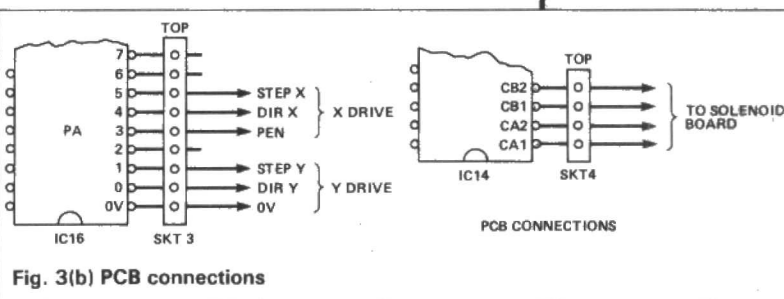 TOP
7
6
5 STEP X
4 DIR X X DRIVE
PA 3 PEN
2
1 STEP Y
0 DIR Y Y DRIVE
0V 0V
IC16 SKT 3
TOP
CB2
CB1 TO SOLENOID
CA2 BOARD
CA1
IC14 SKT4
PCB CONNECTIONS
Fig. 3(b) PCB connections